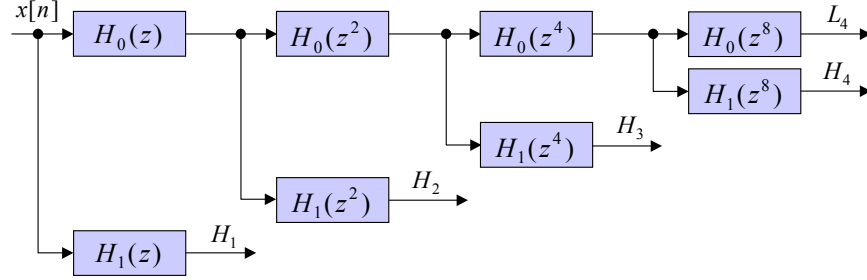 x[n]
H₀(z)
H₀(z²)
H₀(z⁴)
H₀(z⁸)
L₄
H₁(z⁸)
H₄
H₁(z⁴)
H₃
H₁(z²)
H₂
H₁(z)
H₁